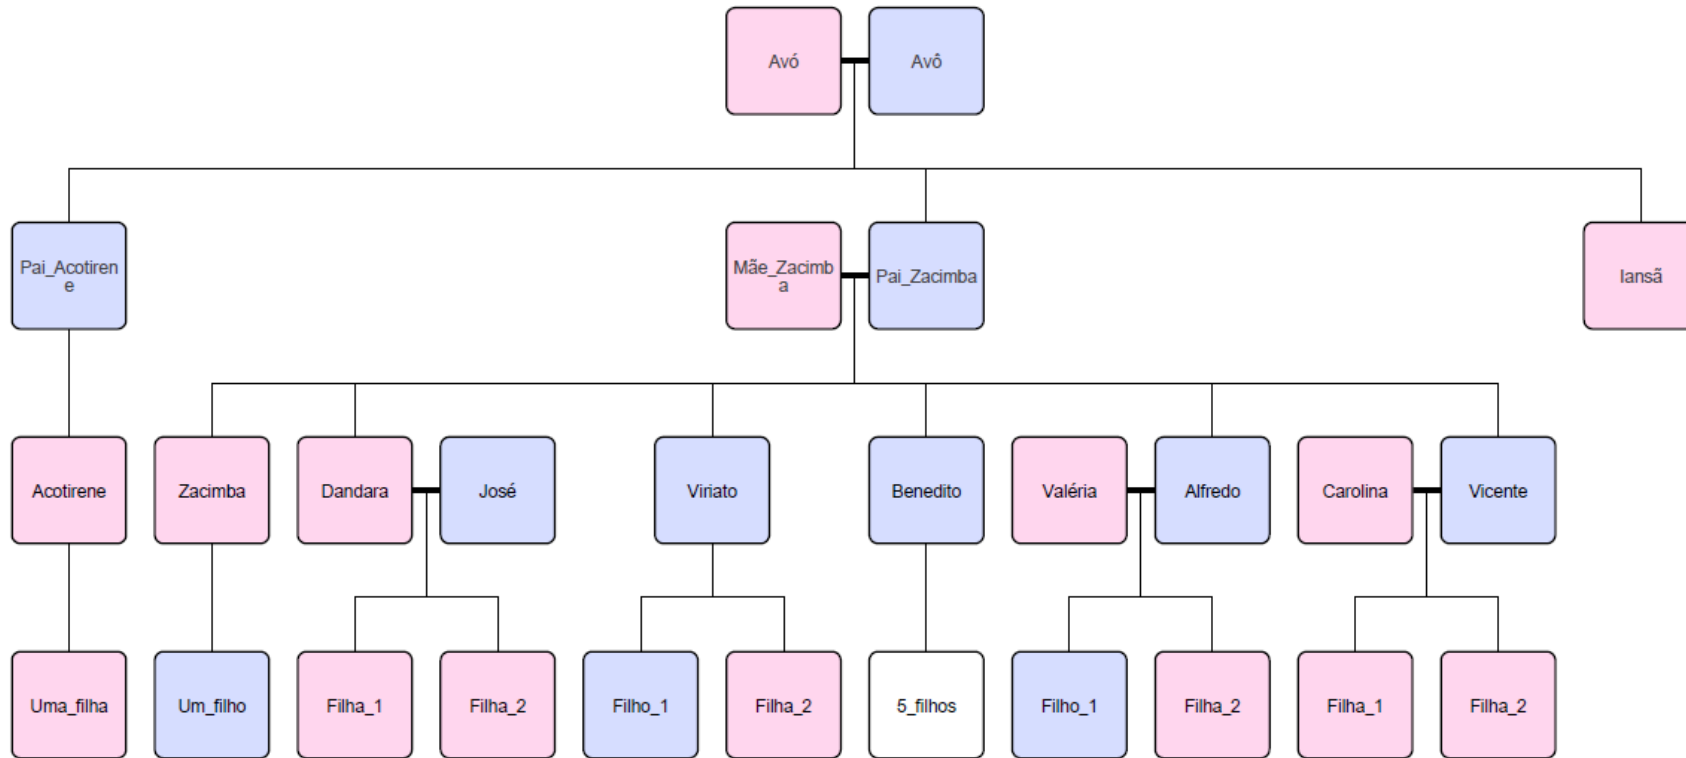 Avó
Avô
Pai_Acotiren
e
Mãe_Zacimb
a
Pai_Zacimba
Iansã
Acotirene
Zacimba
Dandara
José
Viriato
Benedito
Valéria
Alfredo
Carolina
Vicente
Uma_filha
Um_filho
Filha_1
Filha_2
Filho_1
Filha_2
5_filhos
Filho_1
Filha_2
Filha_1
Filha_2